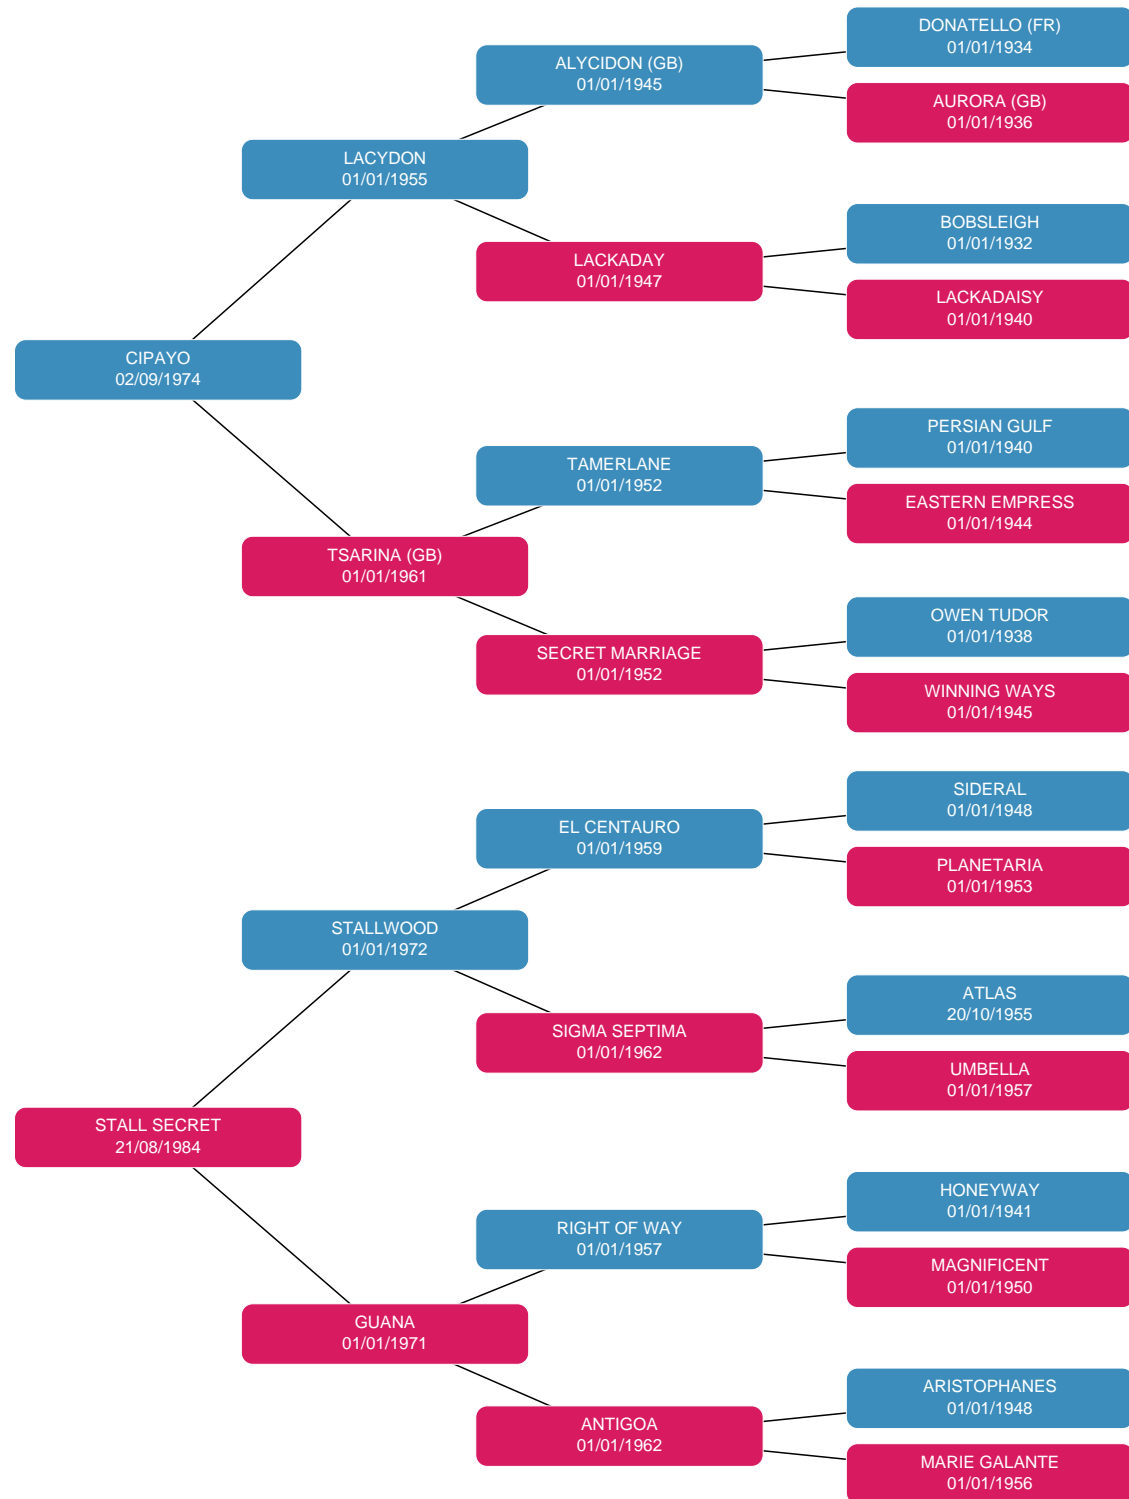 DONATELLO (FR)
01/01/1934
ALYCIDON (GB)
01/01/1945
AURORA (GB)
01/01/1936
LACYDON
01/01/1955
BOBSLEIGH
01/01/1932
LACKADAY
01/01/1947
LACKADAISY
01/01/1940
CIPAYO
02/09/1974
PERSIAN GULF
01/01/1940
TAMERLANE
01/01/1952
EASTERN EMPRESS
01/01/1944
TSARINA (GB)
01/01/1961
OWEN TUDOR
01/01/1938
SECRET MARRIAGE
01/01/1952
WINNING WAYS
01/01/1945
SIDERAL
01/01/1948
EL CENTAURO
01/01/1959
PLANETARIA
01/01/1953
STALLWOOD
01/01/1972
ATLAS
20/10/1955
SIGMA SEPTIMA
01/01/1962
UMBELLA
01/01/1957
STALL SECRET
21/08/1984
HONEYWAY
01/01/1941
RIGHT OF WAY
01/01/1957
MAGNIFICENT
01/01/1950
GUANA
01/01/1971
ARISTOPHANES
01/01/1948
ANTIGOA
01/01/1962
MARIE GALANTE
01/01/1956